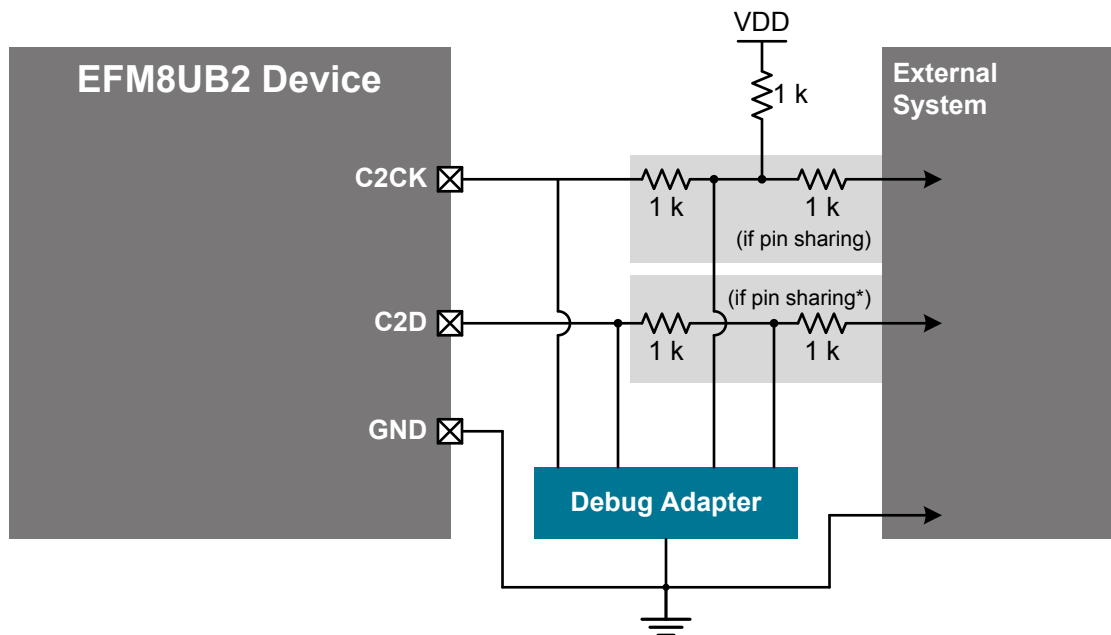 VDD
EFM8UB2 Device
External
System
1 k
C2CK
1 k
1 k
(if pin sharing)
(if pin sharing*)
C2D
1 k
1 k
GND
Debug Adapter